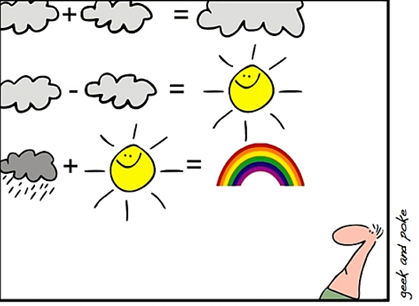 + =
- =
+ =
geek and poke